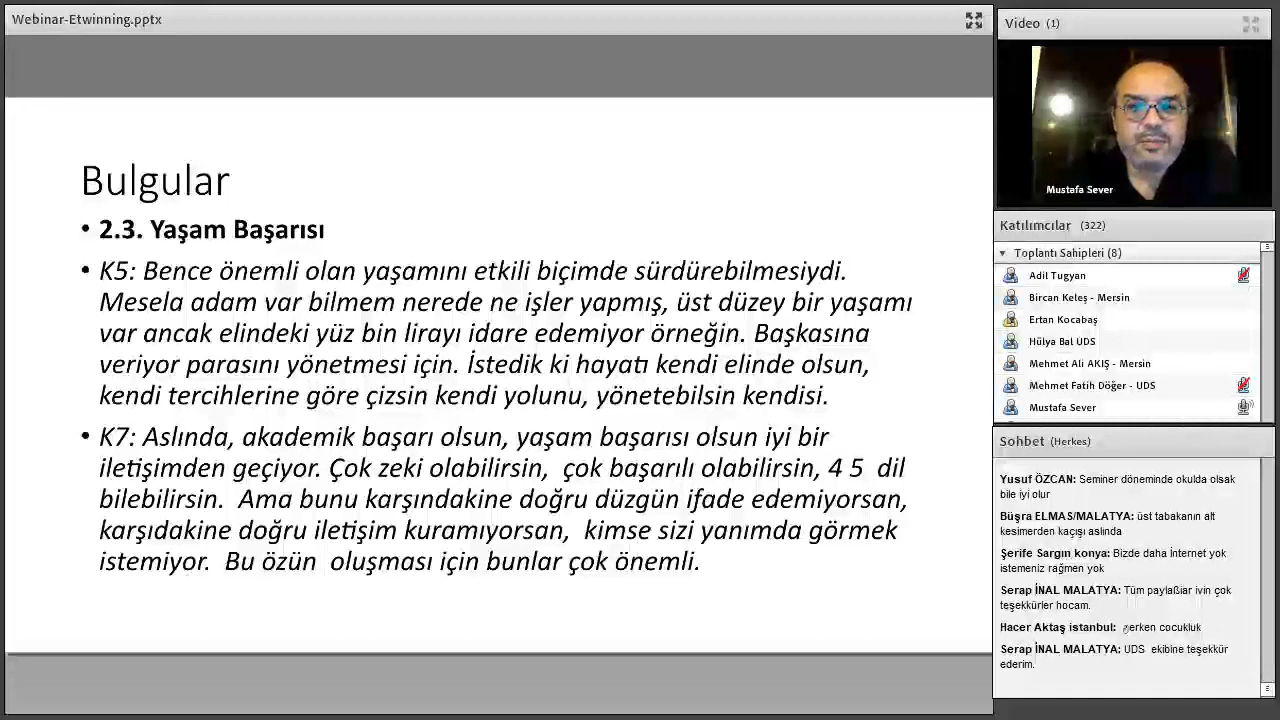 Webinar-Etwinning.pptx
Bulgular
• 2.3. Yaşam Başarısı
• K5: Bence önemli olan yaşamını etkili biçimde sürdürebilmesiydi.
Mesela adam var bilmem nerede ne işler yapmış, üst düzey bir yaşamı
var ancak elindeki yüz bin lirayı idare edemiyor örneğin. Başkasına
veriyor parasını yönetmesi için. İstedik ki hayatı kendi elinde olsun,
kendi tercihlerine göre çizsin kendi yolunu, yönetebilsin kendisi.
• K7: Aslında, akademik başarı olsun, yaşam başarısı olsun iyi bir
iletişimden geçiyor. Çok zeki olabilirsin, çok başarılı olabilirsin, 4 5 dil
bilebilirsin. Ama bunu karşındakine doğru düzgün ifade edemiyorsan,
karşıdakine doğru iletişim kuramıyorsan, kimse sizi yanımda görmek
istemiyor. Bu özün oluşması için bunlar çok önemli.
Video (1)
Mustafa Sever
Katılımcılar (322)
Toplantı Sahipleri (8)
Adil Tugyan
Bircan Keleş - Mersin
Ertan Kocabaş
Hülya Bal UDS
Mehmet Ali AKIŞ - Mersin
Mehmet Fatih Döğer - UDS
Mustafa Sever
Sohbet (Herkes)
Yusuf ÖZCAN: Seminer döneminde okulda olsak
bile iyi olur
Büşra ELMAS/MALATYA: üst tabakanın alt
kesimerden kaçışı aslında
Şerife Sargın konya: Bizde daha İnternet yok
istemeniz rağmen yok
Serap İNAL MALATYA: Tüm paylaßıar ivin çok
teşekkürler hocam.
Hacer Aktaş istanbul: gerken cocukluk
Serap İNAL MALATYA: UDS ekibine teşekkür
ederim.